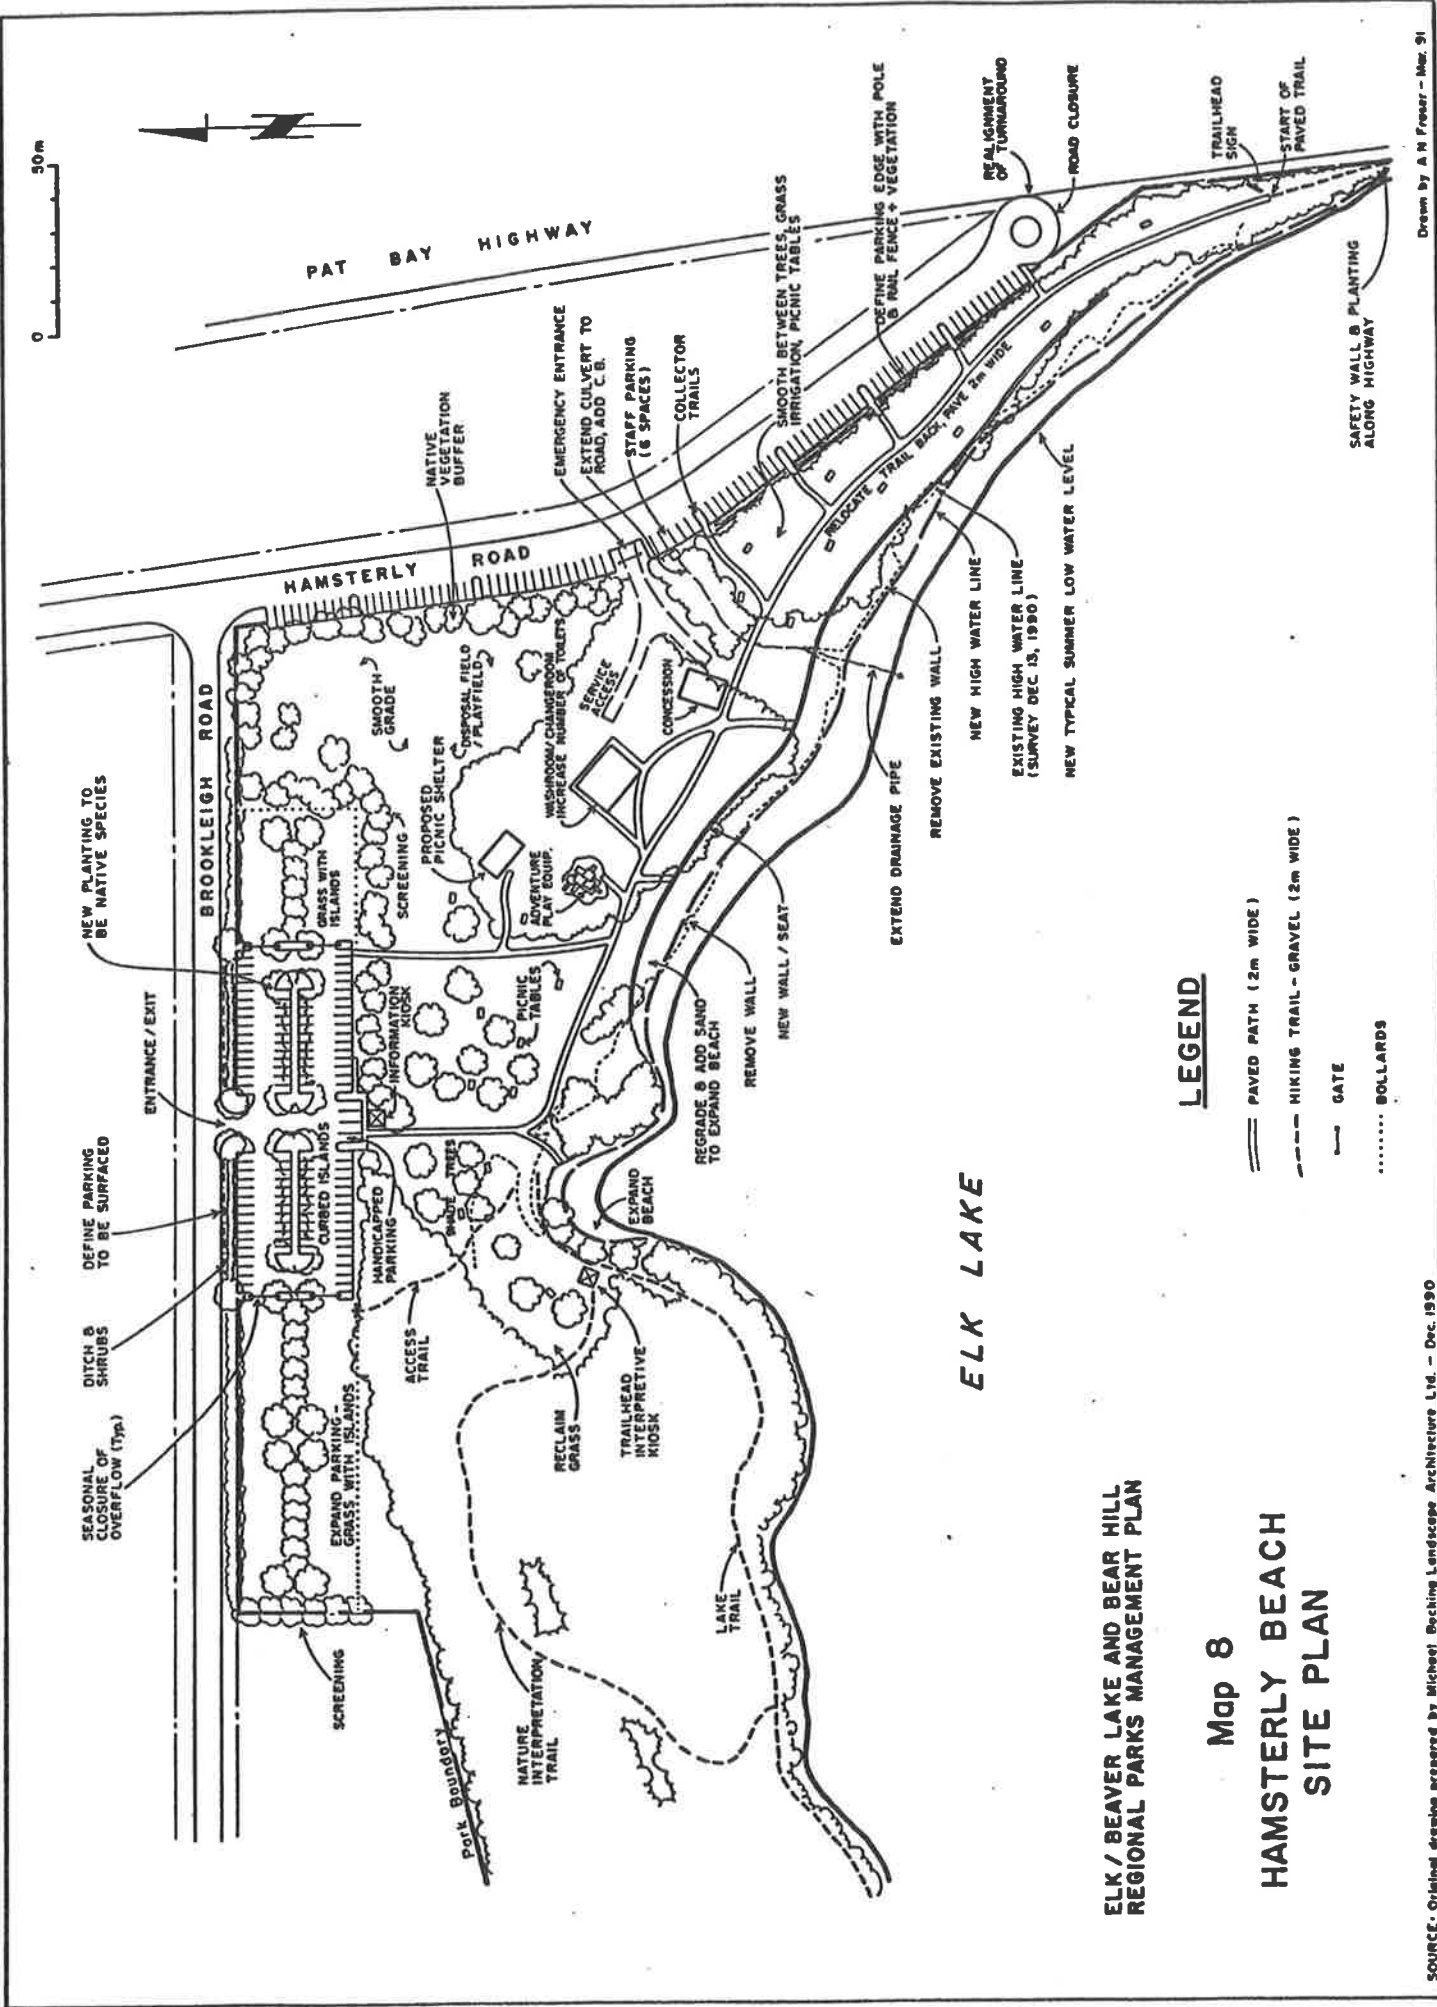 SEASONAL
CLOSURE OF
OVERFLOW (Typ.)
DITCH &
SHRUBS
DEFINE PARKING
TO BE SURFACED
ENTRANCE / EXIT
NEW PLANTING TO
BE NATIVE SPECIES
0 50m
BROOKLEIGH ROAD
PAT BAY HIGHWAY
HAMSTERLY ROAD
SCREENING
EXPAND PARKING -
GRASS WITH ISLANDS
CURBED ISLANDS
HANDICAPPED
PARKING
GRASS WITH
ISLANDS
SCREENING
INFORMATION
KIOSK
SMOOTH
GRADE
NATIVE
VEGETATION
BUFFER
Park Boundary
ACCESS
TRAIL
SHADE TREES
PICNIC
TABLES
PROPOSED
PICNIC SHELTER
DISPOSAL FIELD
/ PLAYFIELD
ADVENTURE
PLAY EQUIP.
WASHROOM/CHANGEROOM
INCREASE NUMBER OF TOILETS
SERVICE
ACCESS
CONCESSION
EMERGENCY ENTRANCE
EXTEND CULVERT TO
ROAD, ADD C.B.
STAFF PARKING
(6 SPACES)
COLLECTOR
TRAILS
SMOOTH BETWEEN TREES, GRASS
IRRIGATION, PICNIC TABLES
DEFINE PARKING EDGE WITH POLE
& RAIL FENCE + VEGETATION
REALIGNMENT
OF TURNAROUND
ROAD CLOSURE
TRAILHEAD
SIGN
START OF
PAVED TRAIL
RELOCATE TRAIL BACK, PAVE 2m WIDE
NATURE
INTERPRETATION
TRAIL
RECLAIM
GRASS
TRAILHEAD
INTERPRETIVE
KIOSK
LAKE
TRAIL
EXPAND
BEACH
REGRADE & ADD SAND
TO EXPAND BEACH
REMOVE WALL
NEW WALL / SEAT
EXTEND DRAINAGE PIPE
REMOVE EXISTING WALL
NEW HIGH WATER LINE
EXISTING HIGH WATER LINE
(SURVEY DEC 13, 1990)
NEW TYPICAL SUMMER LOW WATER LEVEL
SAFETY WALL & PLANTING
ALONG HIGHWAY
ELK LAKE
ELK / BEAVER LAKE AND BEAR HILL
REGIONAL PARKS MANAGEMENT PLAN
Map 8
HAMSTERLY BEACH
SITE PLAN
LEGEND
PAVED PATH (2m WIDE)
HIKING TRAIL - GRAVEL (2m WIDE)
GATE
BOLLARDS
SOURCE: Original drawing prepared by Michael Bocking Landscape Architecture Ltd. - Dec. 1990
Drawn by A N Fraser - Mar. 91